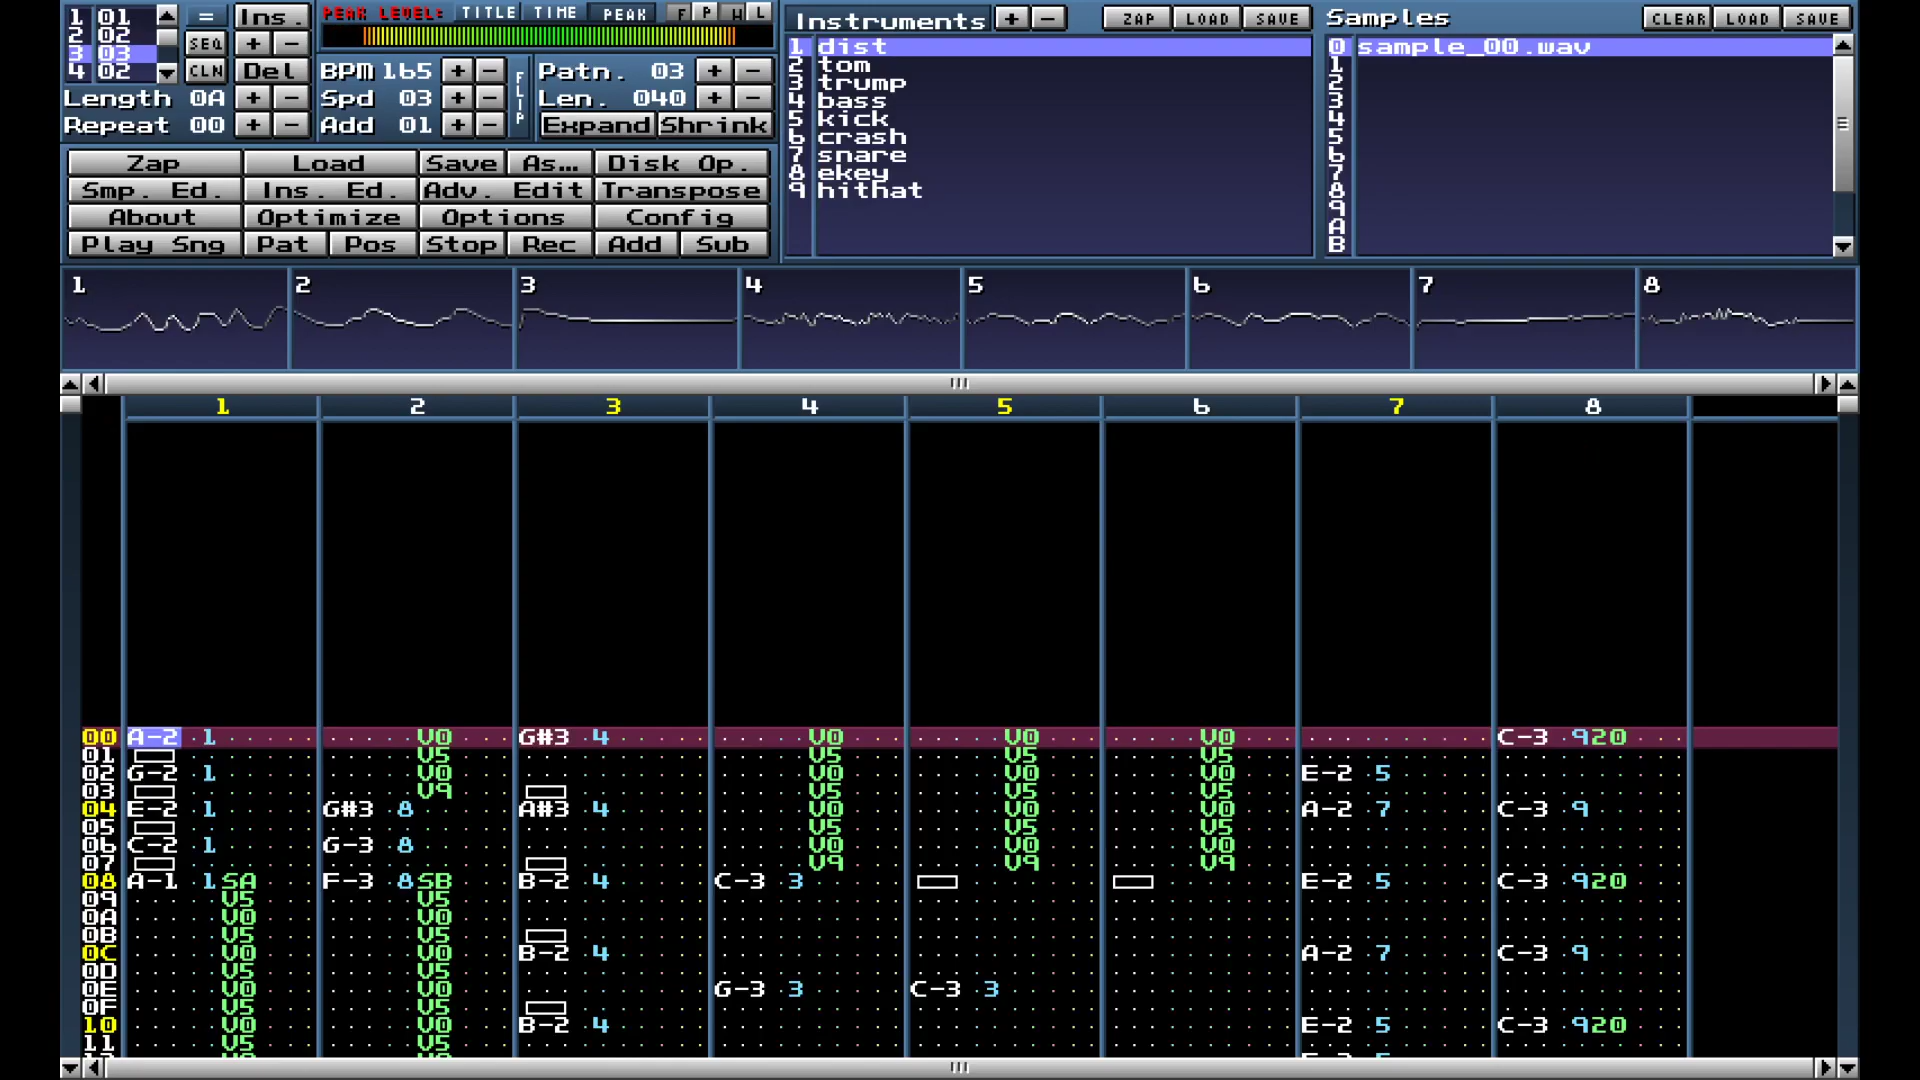 1 01
2 02
3 03
4 02
=
SEQ
CLN
Ins.
+ −
Del
Length 0A + −
Repeat 00 + −
PEAK LEVEL: TITLE TIME PEAK F P W L
BPM 165 + −
Spd 03 + −
Add 01 + −
FLIP
Patn. 03 + −
Len. 040 + −
Expand Shrink
Zap Load Save As... Disk Op.
Smp. Ed. Ins. Ed. Adv. Edit Transpose
About Optimize Options Config
Play Sng Pat Pos Stop Rec Add Sub
Instruments + − ZAP LOAD SAVE
1 dist
2 tom
3 trump
4 bass
5 kick
6 crash
7 snare
8 ekey
9 hithat
Samples CLEAR LOAD SAVE
0 sample_00.wav
1
2
3
4
5
6
7
8
9
A
B
1 2 3 4 5 6 7 8
1 2 3 4 5 6 7 8
00 A-2 1 V0 G#3 4 V0 V0 V0 C-3 920
01 V5 V5 V5 V5
02 G-2 1 V0 V0 V0 V0 E-2 5
03 V9 V5 V5 V5
04 E-2 1 G#3 8 A#3 4 V0 V0 V0 A-2 7 C-3 9
05 V5 V5 V5
06 C-2 1 G-3 8 V0 V0 V0
07 V9 V9 V9
08 A-1 1SA F-3 8SB B-2 4 C-3 3 E-2 5 C-3 920
09 V5 V5
0A V0 V0
0B V5 V5
0C V0 V0 B-2 4 A-2 7 C-3 9
0D V5 V5
0E V0 V0 G-3 3 C-3 3
0F V5 V5
10 V0 V0 B-2 4 E-2 5 C-3 920
11 V5 V5